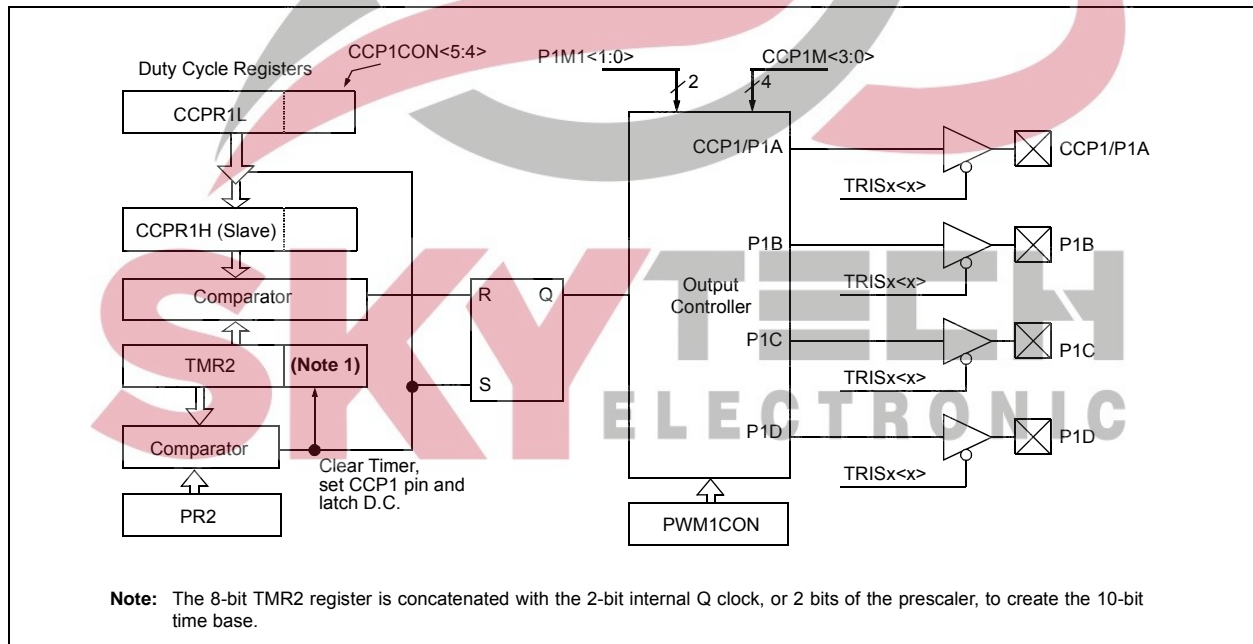 CCP1CON<5:4>
Duty Cycle Registers
CCPR1L
CCPR1H (Slave)
Comparator
TMR2
(Note 1)
Comparator
PR2
Clear Timer,
set CCP1 pin and
latch D.C.
R
Q
S
P1M1<1:0>
2
CCP1M<3:0>
4
CCP1/P1A
P1B
Output
Controller
P1C
P1D
PWM1CON
TRISx<x>
CCP1/P1A
TRISx<x>
P1B
TRISx<x>
P1C
TRISx<x>
P1D
SKYTECH
ELECTRONIC
Note: The 8-bit TMR2 register is concatenated with the 2-bit internal Q clock, or 2 bits of the prescaler, to create the 10-bit
time base.